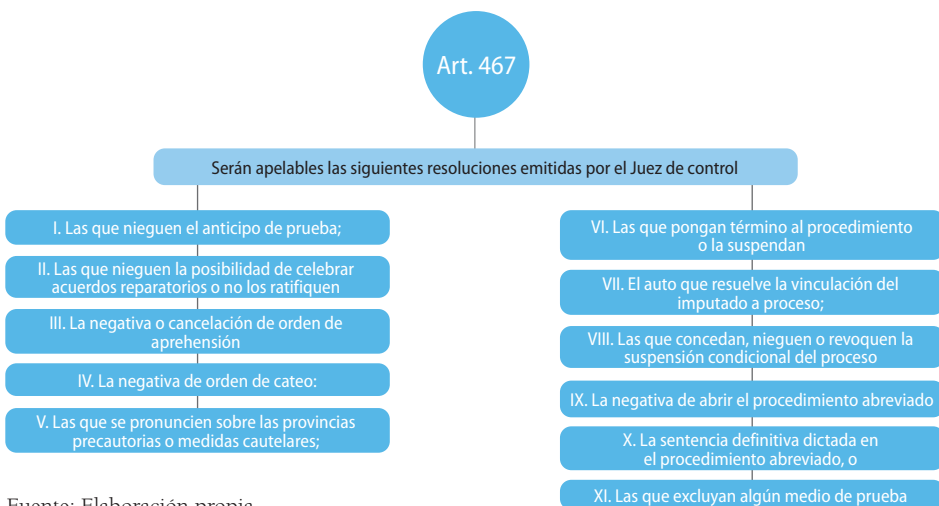 Art. 467
Serán apelables las siguientes resoluciones emitidas por el Juez de control
I. Las que nieguen el anticipo de prueba;
II. Las que nieguen la posibilidad de celebrar
acuerdos reparatorios o no los ratifiquen
III. La negativa o cancelación de orden de
aprehensión
IV. La negativa de orden de cateo:
V. Las que se pronuncien sobre las provincias
precautorias o medidas cautelares;
VI. Las que pongan término al procedimiento
o la suspendan
VII. El auto que resuelve la vinculación del
imputado a proceso;
VIII. Las que concedan, nieguen o revoquen la
suspensión condicional del proceso
IX. La negativa de abrir el procedimiento abreviado
X. La sentencia definitiva dictada en
el procedimiento abreviado, o
XI. Las que excluyan algún medio de prueba
Fuente: Elaboración propia